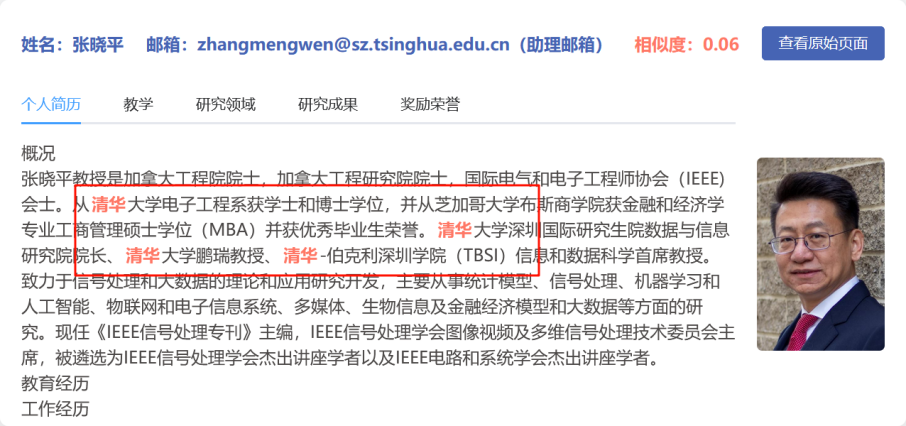 姓名：张晓平 邮箱：zhangmengwen@sz.tsinghua.edu.cn（助理邮箱） 相似度：0.06 查看原始页面
个人简历 教学 研究领域 研究成果 奖励荣誉
概况
张晓平教授是加拿大工程院院士，加拿大工程研究院院士，国际电气和电子工程师协会（IEEE）
会士。从清华大学电子工程系获学士和博士学位，并从芝加哥大学布斯商学院获金融和经济学
专业工商管理硕士学位（MBA）并获优秀毕业生荣誉。清华大学深圳国际研究生院数据与信息
研究院院长、清华大学鹏瑞教授、清华-伯克利深圳学院（TBSI）信息和数据科学首席教授。
致力于信号处理和大数据的理论和应用研究开发，主要从事统计模型、信号处理、机器学习和
人工智能、物联网和电子信息系统、多媒体、生物信息及金融经济模型和大数据等方面的研
究。现任《IEEE信号处理专刊》主编，IEEE信号处理学会图像视频及多维信号处理技术委员会主
席，被遴选为IEEE信号处理学会杰出讲座学者以及IEEE电路和系统学会杰出讲座学者。
教育经历
工作经历